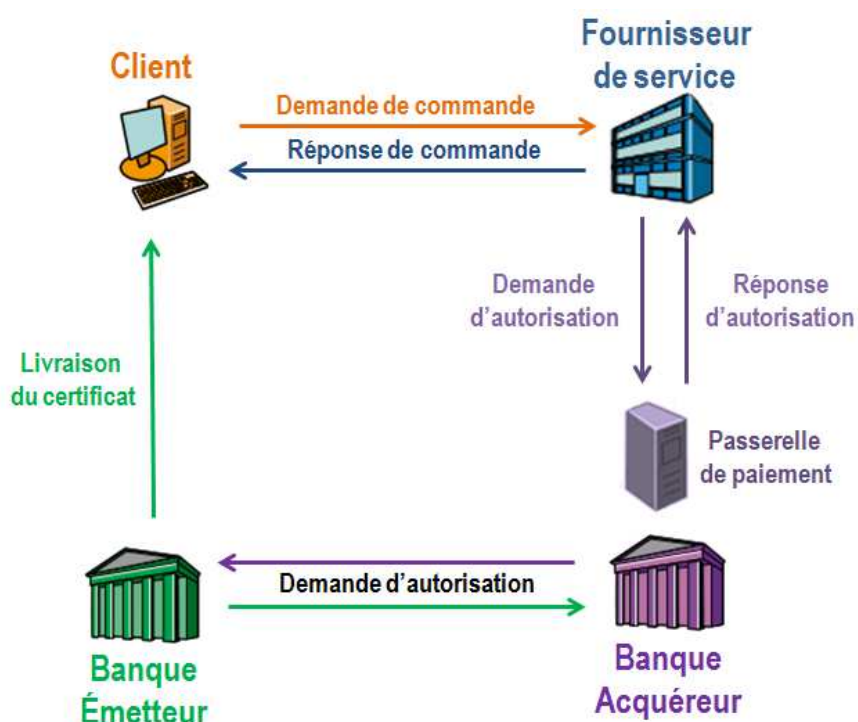 Client
Fournisseur
de service
Demande de commande
Réponse de commande
Demande
d'autorisation
Réponse
d'autorisation
Livraison
du certificat
Passerelle
de paiement
Demande d'autorisation
Banque
Émetteur
Banque
Acquéreur